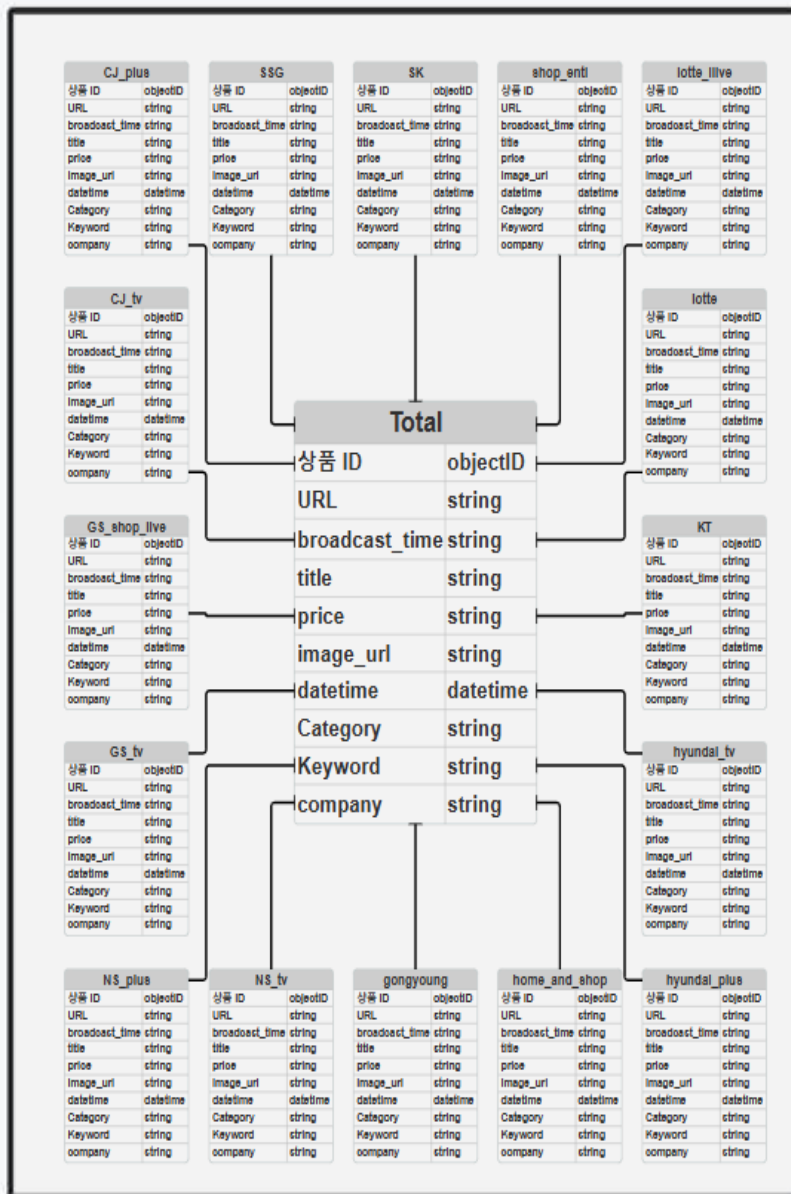 CJ_plus
상품 ID objectID
URL string
broadcast_time string
title string
price string
image_url string
datetime datetime
Category string
Keyword string
company string
SSG
상품 ID objectID
URL string
broadcast_time string
title string
price string
image_url string
datetime datetime
Category string
Keyword string
company string
SK
상품 ID objectID
URL string
broadcast_time string
title string
price string
image_url string
datetime datetime
Category string
Keyword string
company string
shop_enti
상품 ID objectID
URL string
broadcast_time string
title string
price string
image_url string
datetime datetime
Category string
Keyword string
company string
lotte_llive
상품 ID objectID
URL string
broadcast_time string
title string
price string
image_url string
datetime datetime
Category string
Keyword string
company string
CJ_tv
상품 ID objectID
URL string
broadcast_time string
title string
price string
image_url string
datetime datetime
Category string
Keyword string
company string
lotte
상품 ID objectID
URL string
broadcast_time string
title string
price string
image_url string
datetime datetime
Category string
Keyword string
company string
Total
상품 ID objectID
URL string
broadcast_time string
title string
price string
image_url string
datetime datetime
Category string
Keyword string
company string
GS_shop_live
상품 ID objectID
URL string
broadcast_time string
title string
price string
image_url string
datetime datetime
Category string
Keyword string
company string
KT
상품 ID objectID
URL string
broadcast_time string
title string
price string
image_url string
datetime datetime
Category string
Keyword string
company string
GS_tv
상품 ID objectID
URL string
broadcast_time string
title string
price string
image_url string
datetime datetime
Category string
Keyword string
company string
hyundai_tv
상품 ID objectID
URL string
broadcast_time string
title string
price string
image_url string
datetime datetime
Category string
Keyword string
company string
NS_plus
상품 ID objectID
URL string
broadcast_time string
title string
price string
image_url string
datetime datetime
Category string
Keyword string
company string
NS_tv
상품 ID objectID
URL string
broadcast_time string
title string
price string
image_url string
datetime datetime
Category string
Keyword string
company string
gongyoung
상품 ID objectID
URL string
broadcast_time string
title string
price string
image_url string
datetime datetime
Category string
Keyword string
company string
home_and_shop
상품 ID objectID
URL string
broadcast_time string
title string
price string
image_url string
datetime datetime
Category string
Keyword string
company string
hyundai_plus
상품 ID objectID
URL string
broadcast_time string
title string
price string
image_url string
datetime datetime
Category string
Keyword string
company string